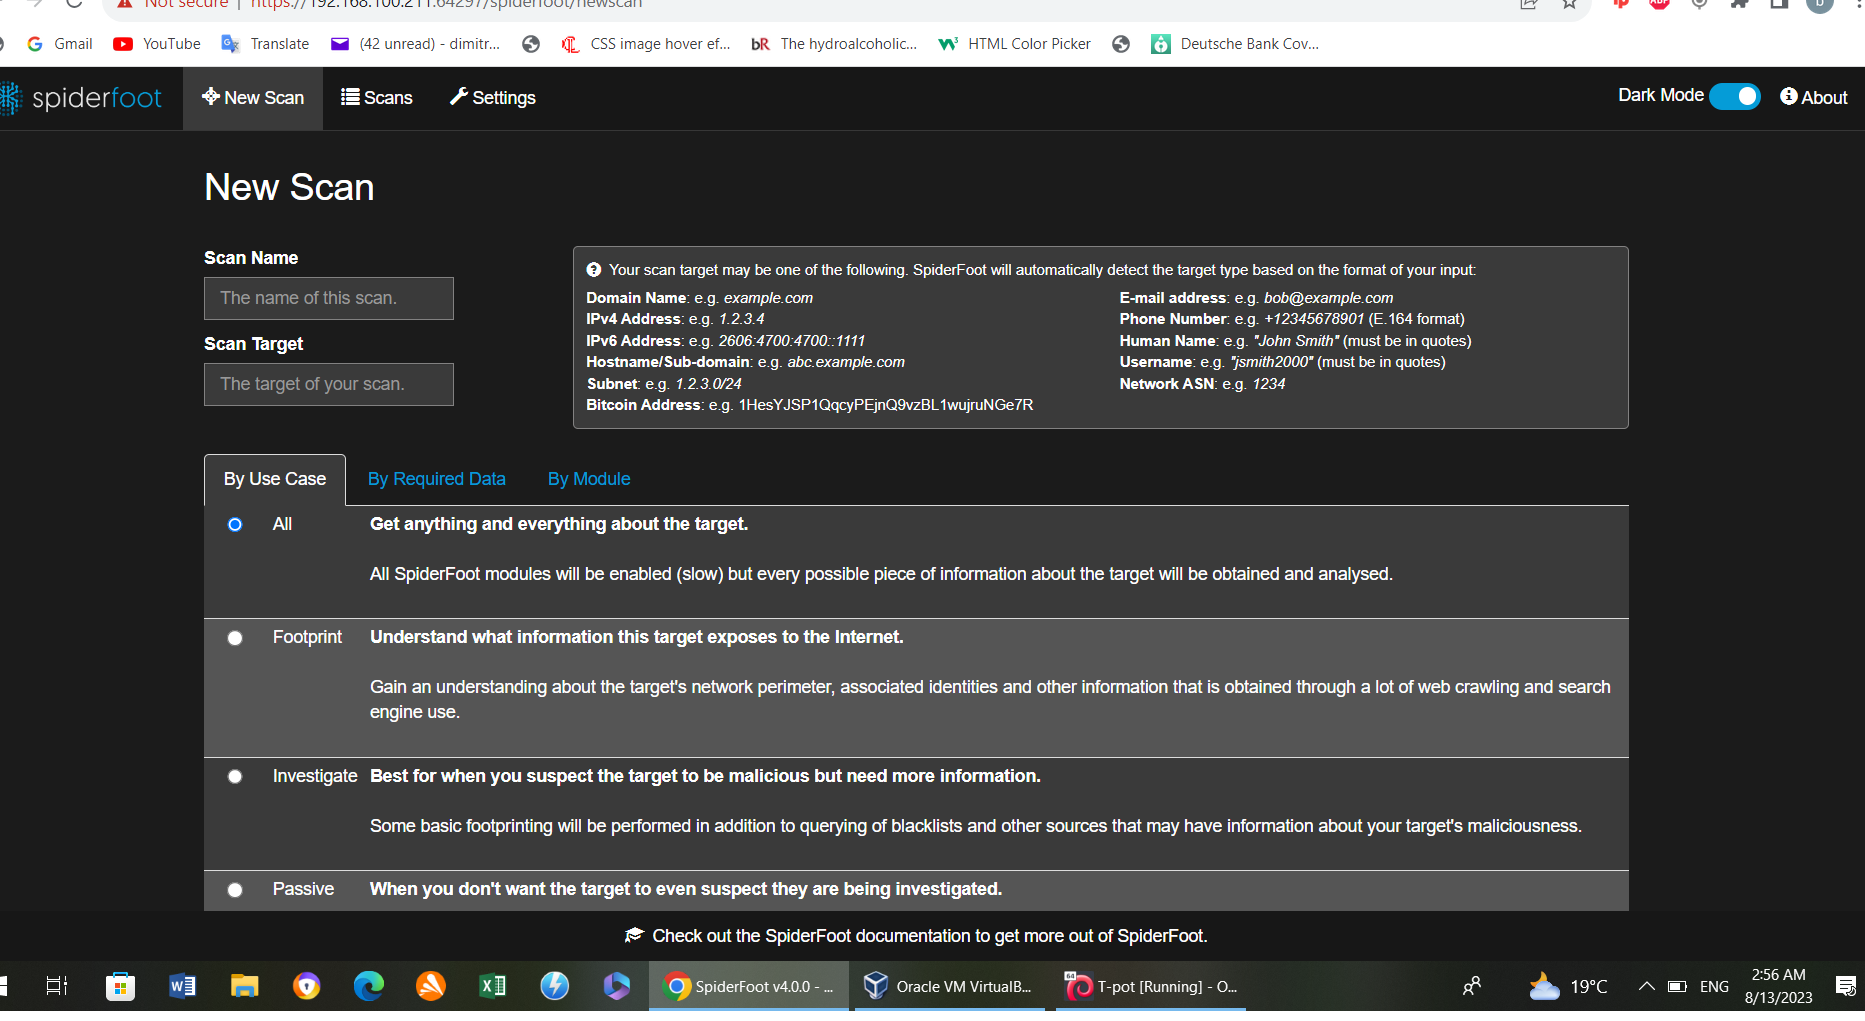 Not secure | https://192.168.100.211:64297/spiderfoot/newscan
Gmail YouTube Translate (42 unread) - dimitr... CSS image hover ef... bR The hydroalcoholic... HTML Color Picker Deutsche Bank Cov...
spiderfoot New Scan Scans Settings Dark Mode About
New Scan
Scan Name
The name of this scan.
Scan Target
The target of your scan.
Your scan target may be one of the following. SpiderFoot will automatically detect the target type based on the format of your input:
Domain Name: e.g. example.com
IPv4 Address: e.g. 1.2.3.4
IPv6 Address: e.g. 2606:4700:4700::1111
Hostname/Sub-domain: e.g. abc.example.com
Subnet: e.g. 1.2.3.0/24
Bitcoin Address: e.g. 1HesYJSP1QqcyPEjnQ9vzBL1wujruNGe7R
E-mail address: e.g. bob@example.com
Phone Number: e.g. +12345678901 (E.164 format)
Human Name: e.g. "John Smith" (must be in quotes)
Username: e.g. "jsmith2000" (must be in quotes)
Network ASN: e.g. 1234
By Use Case By Required Data By Module
All Get anything and everything about the target.
All SpiderFoot modules will be enabled (slow) but every possible piece of information about the target will be obtained and analysed.
Footprint Understand what information this target exposes to the Internet.
Gain an understanding about the target's network perimeter, associated identities and other information that is obtained through a lot of web crawling and search
engine use.
Investigate Best for when you suspect the target to be malicious but need more information.
Some basic footprinting will be performed in addition to querying of blacklists and other sources that may have information about your target's maliciousness.
Passive When you don't want the target to even suspect they are being investigated.
Check out the SpiderFoot documentation to get more out of SpiderFoot.
SpiderFoot v4.0.0 - ... Oracle VM VirtualB... 64 T-pot [Running] - O... 19°C ENG 2:56 AM
8/13/2023